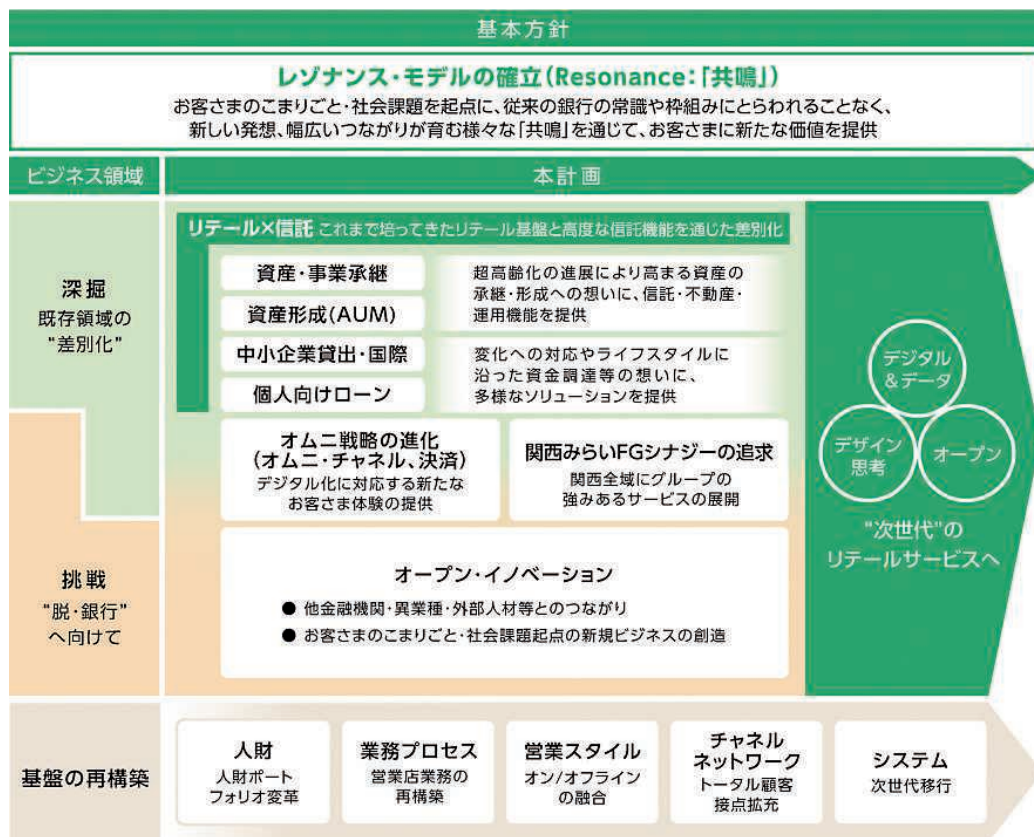 基本方針
レゾナンス・モデルの確立(Resonance:「共鳴」)
お客さまのこまりごと・社会課題を起点に、従来の銀行の常識や枠組みにとらわれることなく、
新しい発想、幅広いつながりが育む様々な「共鳴」を通じて、お客さまに新たな価値を提供
ビジネス領域
本計画
深掘
既存領域の
"差別化"
リテール×信託 これまで培ってきたリテール基盤と高度な信託機能を通じた差別化
資産・事業承継
資産形成(AUM)
超高齢化の進展により高まる資産の
承継・形成への想いに、信託・不動産・
運用機能を提供
中小企業貸出・国際
個人向けローン
変化への対応やライフスタイルに
沿った資金調達等の想いに、
多様なソリューションを提供
オムニ戦略の進化
(オムニ・チャネル、決済)
デジタル化に対応する新たな
お客さま体験の提供
関西みらいFGシナジーの追求
関西全域にグループの
強みあるサービスの展開
挑戦
"脱・銀行"
へ向けて
オープン・イノベーション
● 他金融機関・異業種・外部人材等とのつながり
● お客さまのこまりごと・社会課題起点の新規ビジネスの創造
デジタル
&データ
デザイン
思考
オープン
"次世代"の
リテールサービスへ
基盤の再構築
人財
人財ポート
フォリオ変革
業務プロセス
営業店業務の
再構築
営業スタイル
オン/オフライン
の融合
チャネル
ネットワーク
トータル顧客
接点拡充
システム
次世代移行